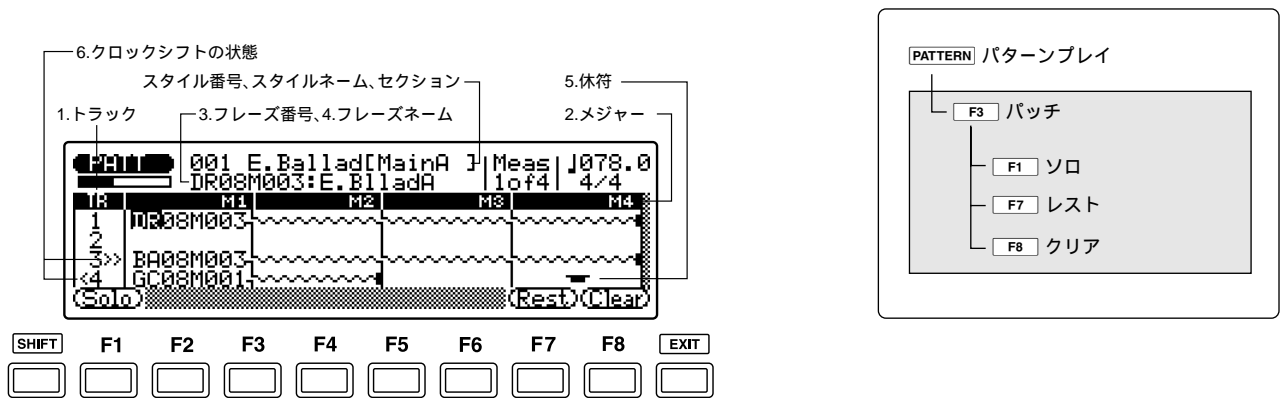 6.クロックシフトの状態
スタイル番号、スタイルネーム、セクション
5.休符
1.トラック
3.フレーズ番号、4.フレーズネーム
2.メジャー
PATT 001 E.Ballad[MainA ] Meas ♩078.0
DR08M003:E.BlladA 1of4 4/4
TR M1 M2 M3 M4
1 DR08M003
2
3>> BA08M003
<4 GC08M001
Solo Rest Clear
SHIFT F1 F2 F3 F4 F5 F6 F7 F8 EXIT
PATTERN パターンプレイ
F3 パッチ
F1 ソロ
F7 レスト
F8 クリア